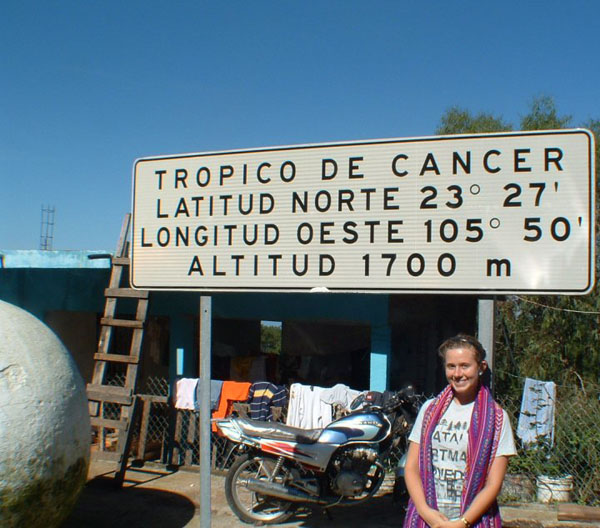 TROPICO DE CANCER
LATITUD NORTE 23° 27'
LONGITUD OESTE 105° 50'
ALTITUD 1700 m